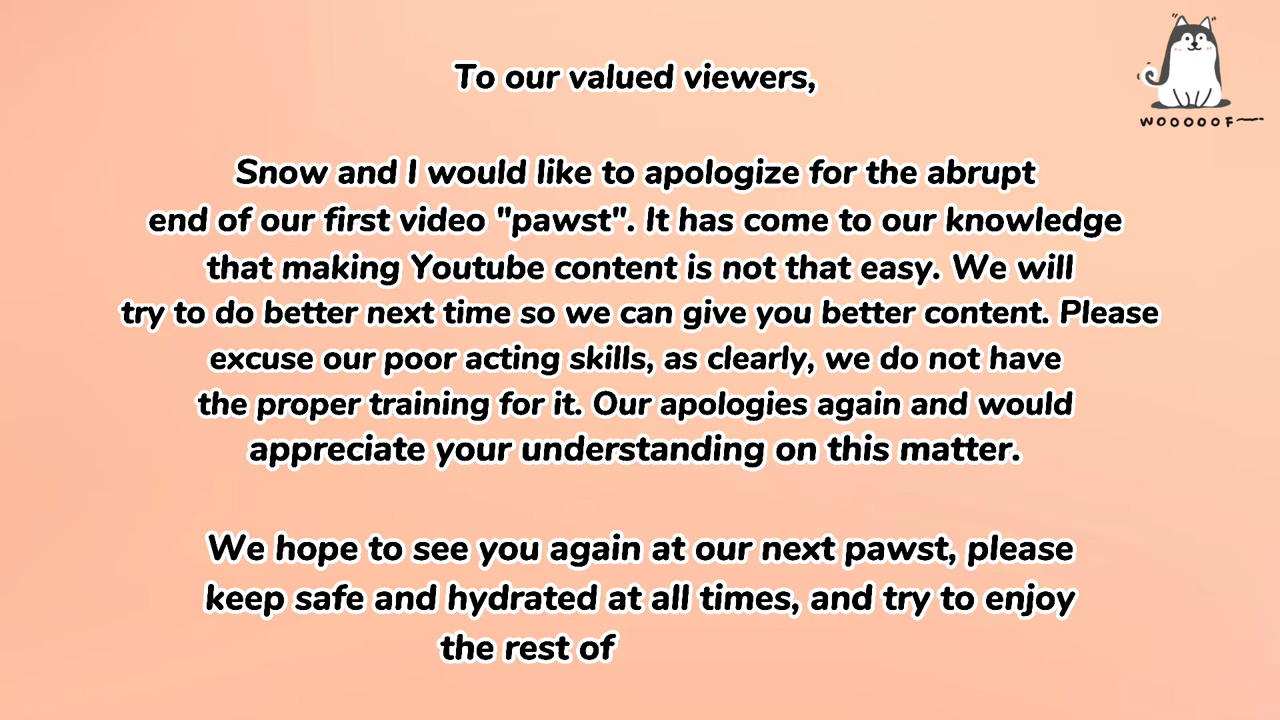 To our valued viewers,
WOOOOOF
Snow and I would like to apologize for the abrupt
end of our first video "pawst". It has come to our knowledge
that making Youtube content is not that easy. We will
try to do better next time so we can give you better content. Please
excuse our poor acting skills, as clearly, we do not have
the proper training for it. Our apologies again and would
appreciate your understanding on this matter.
We hope to see you again at our next pawst, please
keep safe and hydrated at all times, and try to enjoy
the rest of